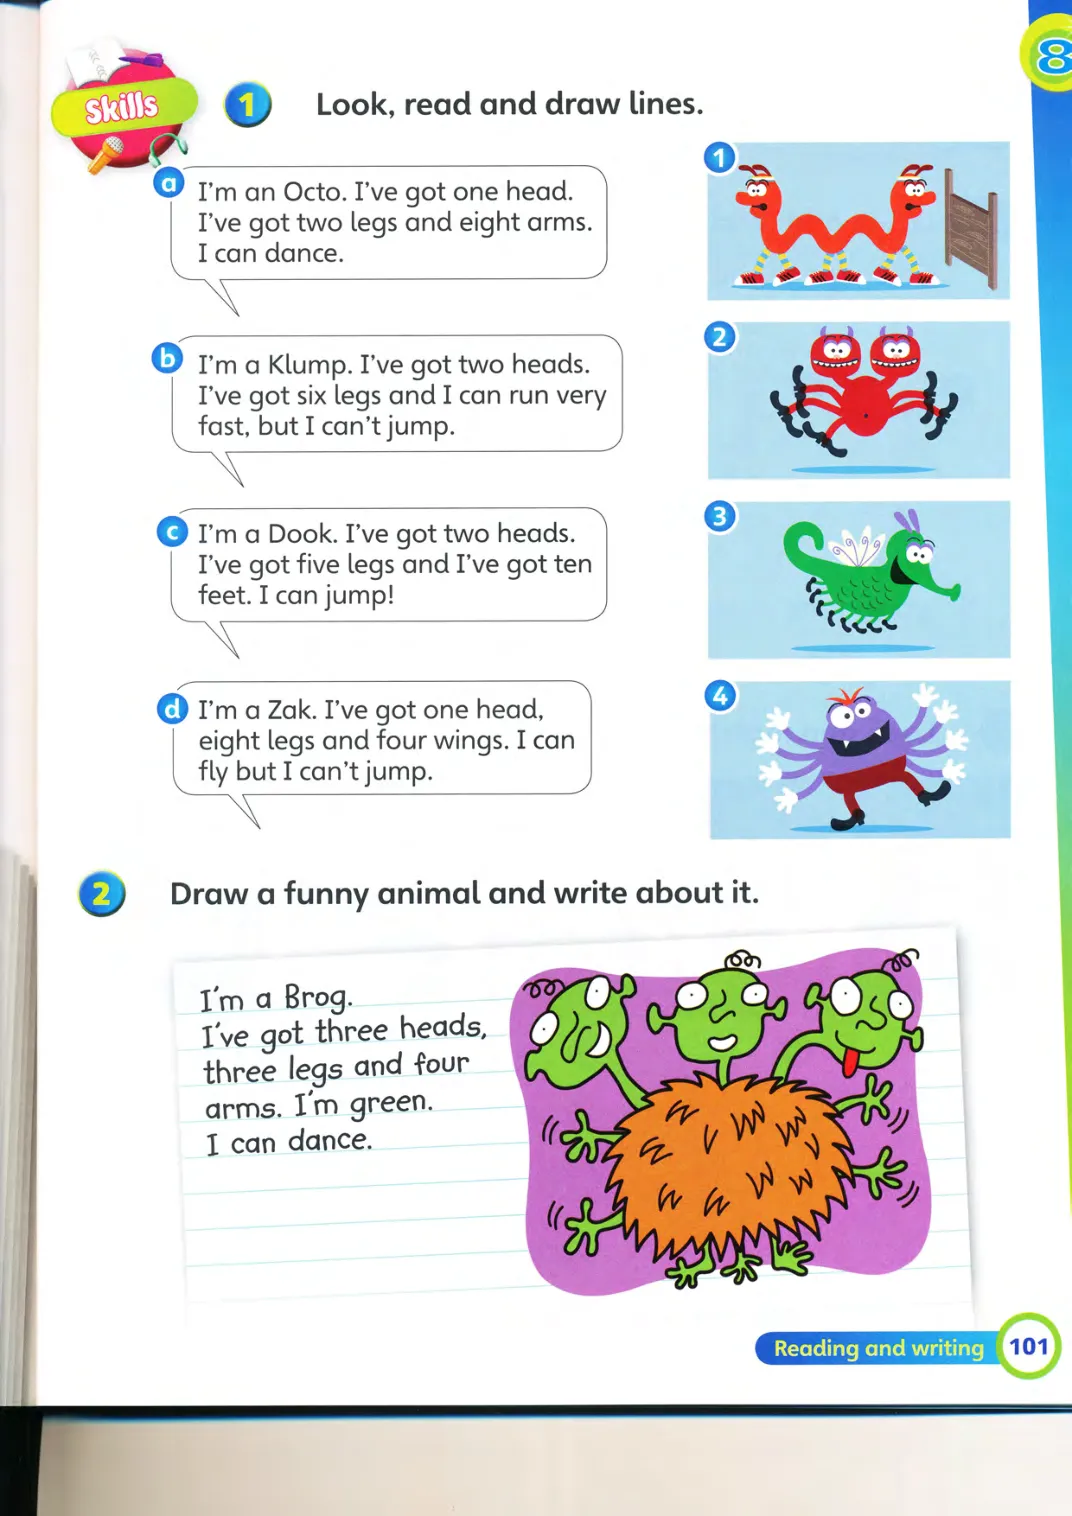 8
Skills
1 Look, read and draw lines.
a I'm an Octo. I've got one head.
I've got two legs and eight arms.
I can dance.
b I'm a Klump. I've got two heads.
I've got six legs and I can run very
fast, but I can't jump.
c I'm a Dook. I've got two heads.
I've got five legs and I've got ten
feet. I can jump!
d I'm a Zak. I've got one head,
eight legs and four wings. I can
fly but I can't jump.
1
2
3
4
2 Draw a funny animal and write about it.
I'm a Brog.
I've got three heads,
three legs and four
arms. I'm green.
I can dance.
Reading and writing 101